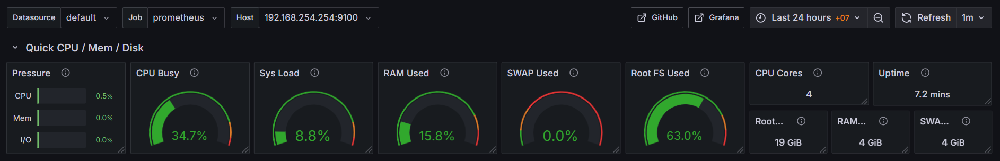 Datasource default Job prometheus Host 192.168.254.254:9100 GitHub Grafana Last 24 hours +07 Refresh 1m
Quick CPU / Mem / Disk
Pressure
CPU 0.5%
Mem 0.0%
I/O 0.0%
CPU Busy
34.7%
Sys Load
8.8%
RAM Used
15.8%
SWAP Used
0.0%
Root FS Used
63.0%
CPU Cores
4
Uptime
7.2 mins
Root...
19 GiB
RAM...
4 GiB
SWA...
4 GiB